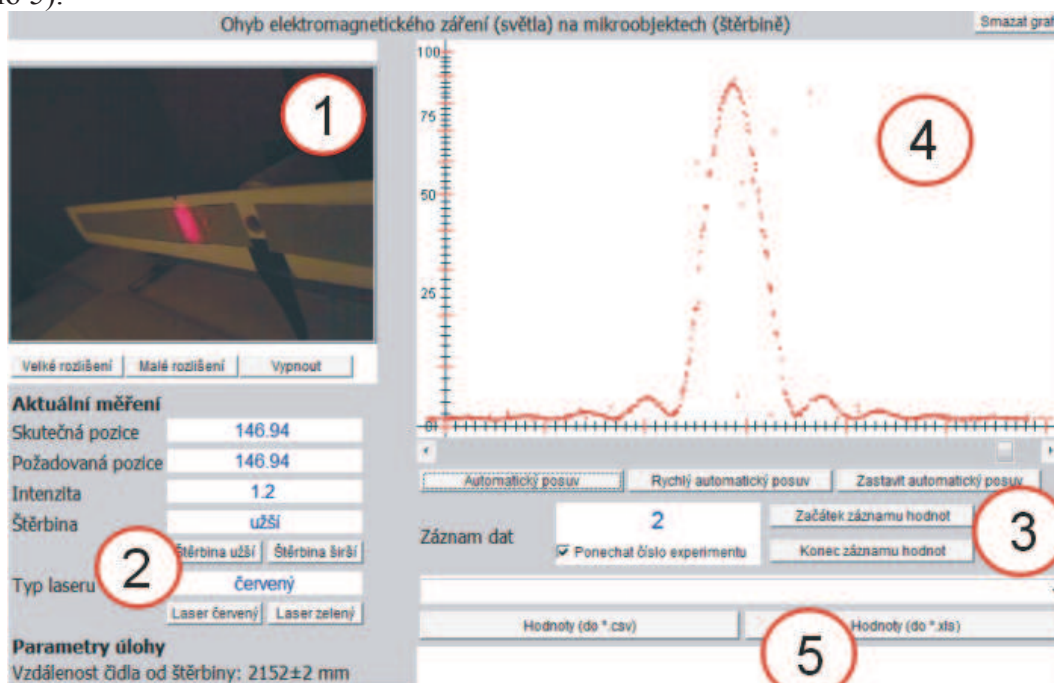 no 5).
Ohyb elektromagnetického záření (světla) na mikroobjektech (štěrbině)
Smazat graf
1
Velké rozlišení Malé rozlišení Vypnout
Aktuální měření
Skutečná pozice 146.94
Požadovaná pozice 146.94
Intenzita 1.2
Štěrbina užší
2
Štěrbina užší Štěrbina širší
Typ laseru červený
Laser červený Laser zelený
Parametry úlohy
Vzdálenost čidla od štěrbiny: 2152±2 mm
100
75
50
25
0
4
Automatický posuv Rychlý automatický posuv Zastavit automatický posuv
Záznam dat
2
Ponechat číslo experimentu
Začátek záznamu hodnot
Konec záznamu hodnot
3
Hodnoty (do *.csv) Hodnoty (do *.xls)
5